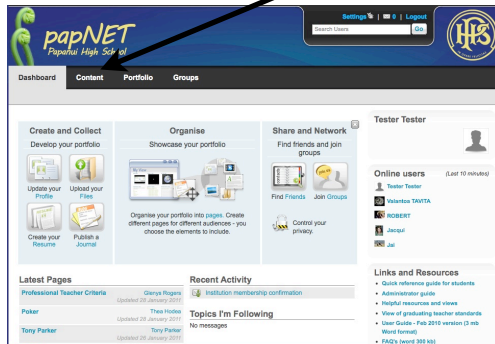 Settings | 0 | Logout
papNET
Papanui High School
Search Users
Go
Dashboard
Content
Portfolio
Groups
Create and Collect
Develop your portfolio
Update your Profile
Upload your Files
Create your Resume
Publish a Journal
Organise
Showcase your portfolio
Organise your portfolio into pages. Create
different pages for different audiences - you
choose the elements to include.
Share and Network
Find friends and join
groups
Find Friends
Join Groups
Control your
privacy.
Tester Tester
Online users
(Last 10 minutes)
Tester Tester
Valantoa TAVITA
ROBERT
Jacqui
Jai
Latest Pages
Professional Teacher Criteria
Glenys Rogers
Updated 28 January 2011
Poker
Thea Hodea
Updated 28 January 2011
Tony Parker
Tony Parker
Updated 28 January 2011
Recent Activity
Institution membership confirmation
Topics I'm Following
No messages
Links and Resources
Quick reference guide for students
Administrator guide
Helpful resources and views
View of graduating teacher standards
User Guide - Feb 2010 version (3 mb
Word format)
FAQ's (word 300 kb)